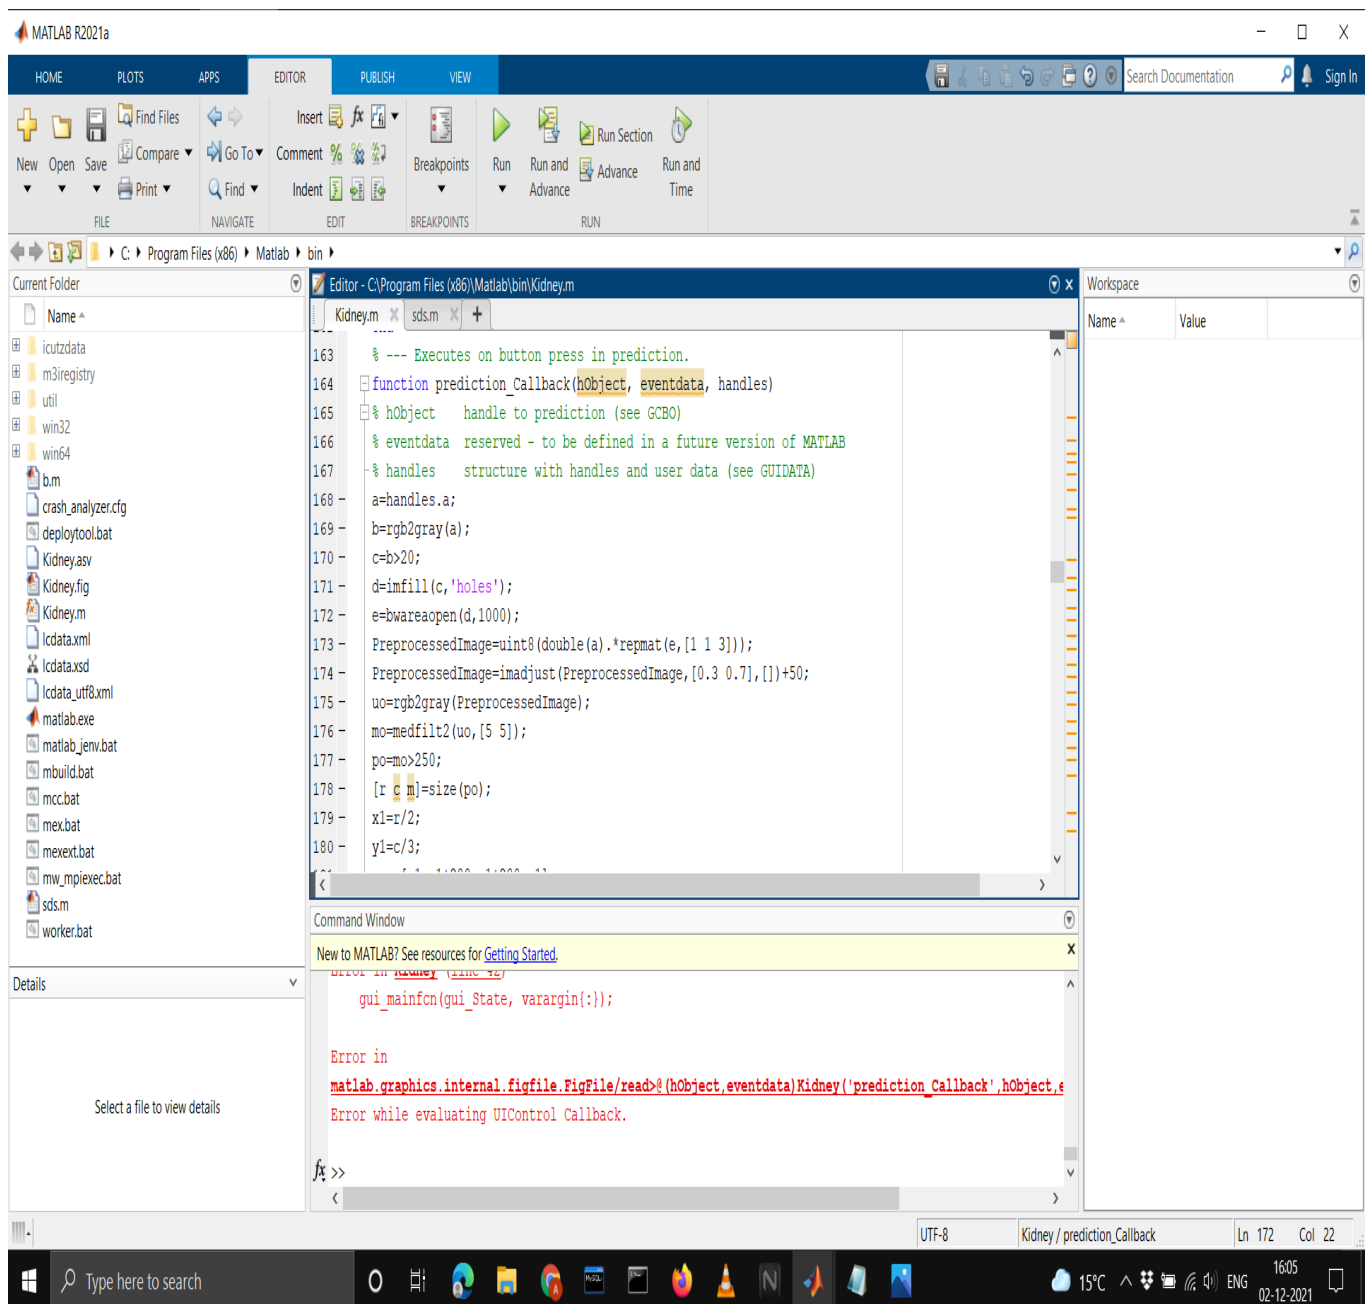 MATLAB R2021a
HOME PLOTS APPS EDITOR PUBLISH VIEW Search Documentation Sign In
Find Files Insert fx
New Open Save Compare Go To Comment Breakpoints Run Run and Advance Run Section Advance Run and Time
Print Find Indent
FILE NAVIGATE EDIT BREAKPOINTS RUN
C: Program Files (x86) Matlab bin
Current Folder
Name
icutzdata
m3iregistry
util
win32
win64
b.m
crash_analyzer.cfg
deploytool.bat
Kidney.asv
Kidney.fig
Kidney.m
lcdata.xml
lcdata.xsd
lcdata_utf8.xml
matlab.exe
matlab_jenv.bat
mbuild.bat
mcc.bat
mex.bat
mexext.bat
mw_mpiexec.bat
sds.m
worker.bat
Details
Select a file to view details
Editor - C:\Program Files (x86)\Matlab\bin\Kidney.m
Kidney.m sds.m
163 % --- Executes on button press in prediction.
164 function prediction_Callback(hObject, eventdata, handles)
165 % hObject    handle to prediction (see GCBO)
166 % eventdata  reserved - to be defined in a future version of MATLAB
167 % handles    structure with handles and user data (see GUIDATA)
168 - a=handles.a;
169 - b=rgb2gray(a);
170 - c=b>20;
171 - d=imfill(c,'holes');
172 - e=bwareaopen(d,1000);
173 - PreprocessedImage=uint8(double(a).*repmat(e,[1 1 3]));
174 - PreprocessedImage=imadjust(PreprocessedImage,[0.3 0.7],[])+50;
175 - uo=rgb2gray(PreprocessedImage);
176 - mo=medfilt2(uo,[5 5]);
177 - po=mo>250;
178 - [r c m]=size(po);
179 - x1=r/2;
180 - y1=c/3;
Command Window
New to MATLAB? See resources for Getting Started.
Error in Kidney (line 42)
gui_mainfcn(gui_State, varargin{:});
Error in
matlab.graphics.internal.figfile.FigFile/read>@(hObject,eventdata)Kidney('prediction_Callback',hObject,e
Error while evaluating UIControl Callback.
fx >>
Workspace
Name Value
UTF-8 Kidney / prediction_Callback Ln 172 Col 22
Type here to search 15°C ENG 16:05
02-12-2021